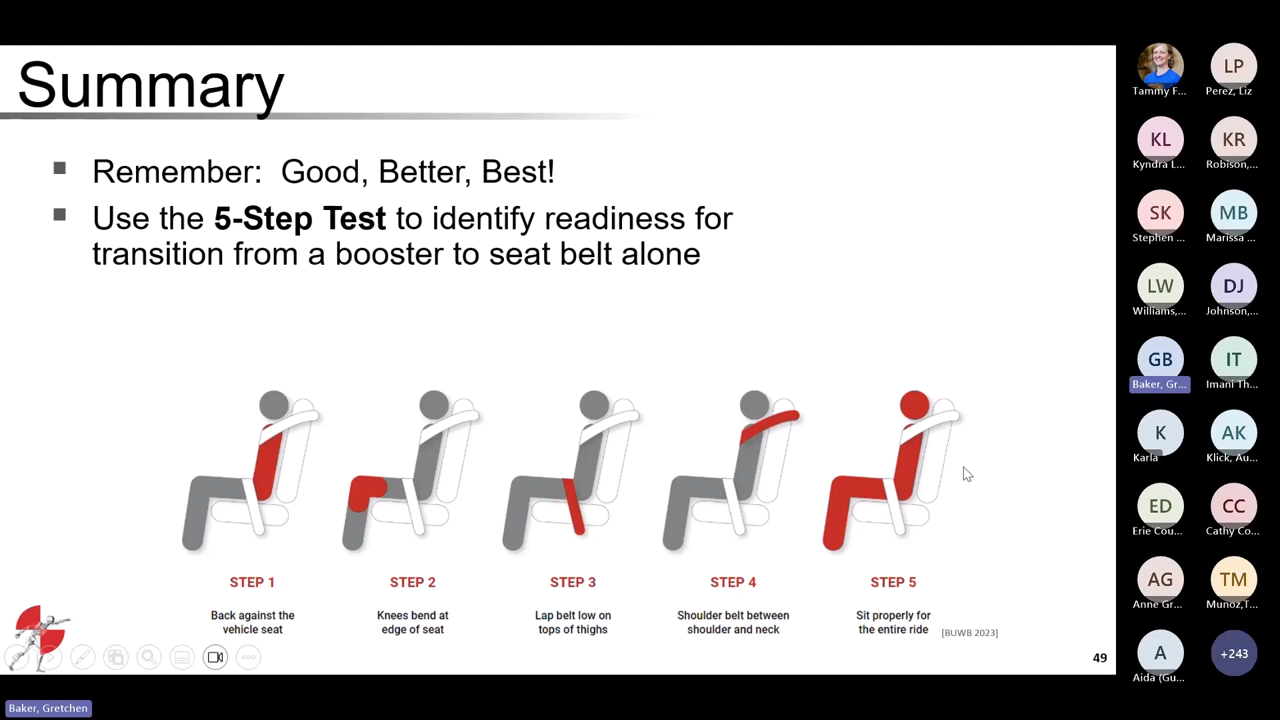 Summary
Remember: Good, Better, Best!
Use the 5-Step Test to identify readiness for
transition from a booster to seat belt alone
STEP 1
Back against the
vehicle seat
STEP 2
Knees bend at
edge of seat
STEP 3
Lap belt low on
tops of thighs
STEP 4
Shoulder belt between
shoulder and neck
STEP 5
Sit properly for
the entire ride
[BUWB 2023]
49
Tammy F...
LP
Perez, Liz
KL
Kyndra L...
KR
Robison,...
SK
Stephen ...
MB
Marissa ...
LW
Williams,...
DJ
Johnson,...
GB
Baker, Gr...
IT
Imani Th...
K
Karla
AK
Klick, Au...
ED
Erie Cou...
CC
Cathy Co...
AG
Anne Gr...
TM
Munoz,T...
A
Aida (Gu...
+243
Baker, Gretchen